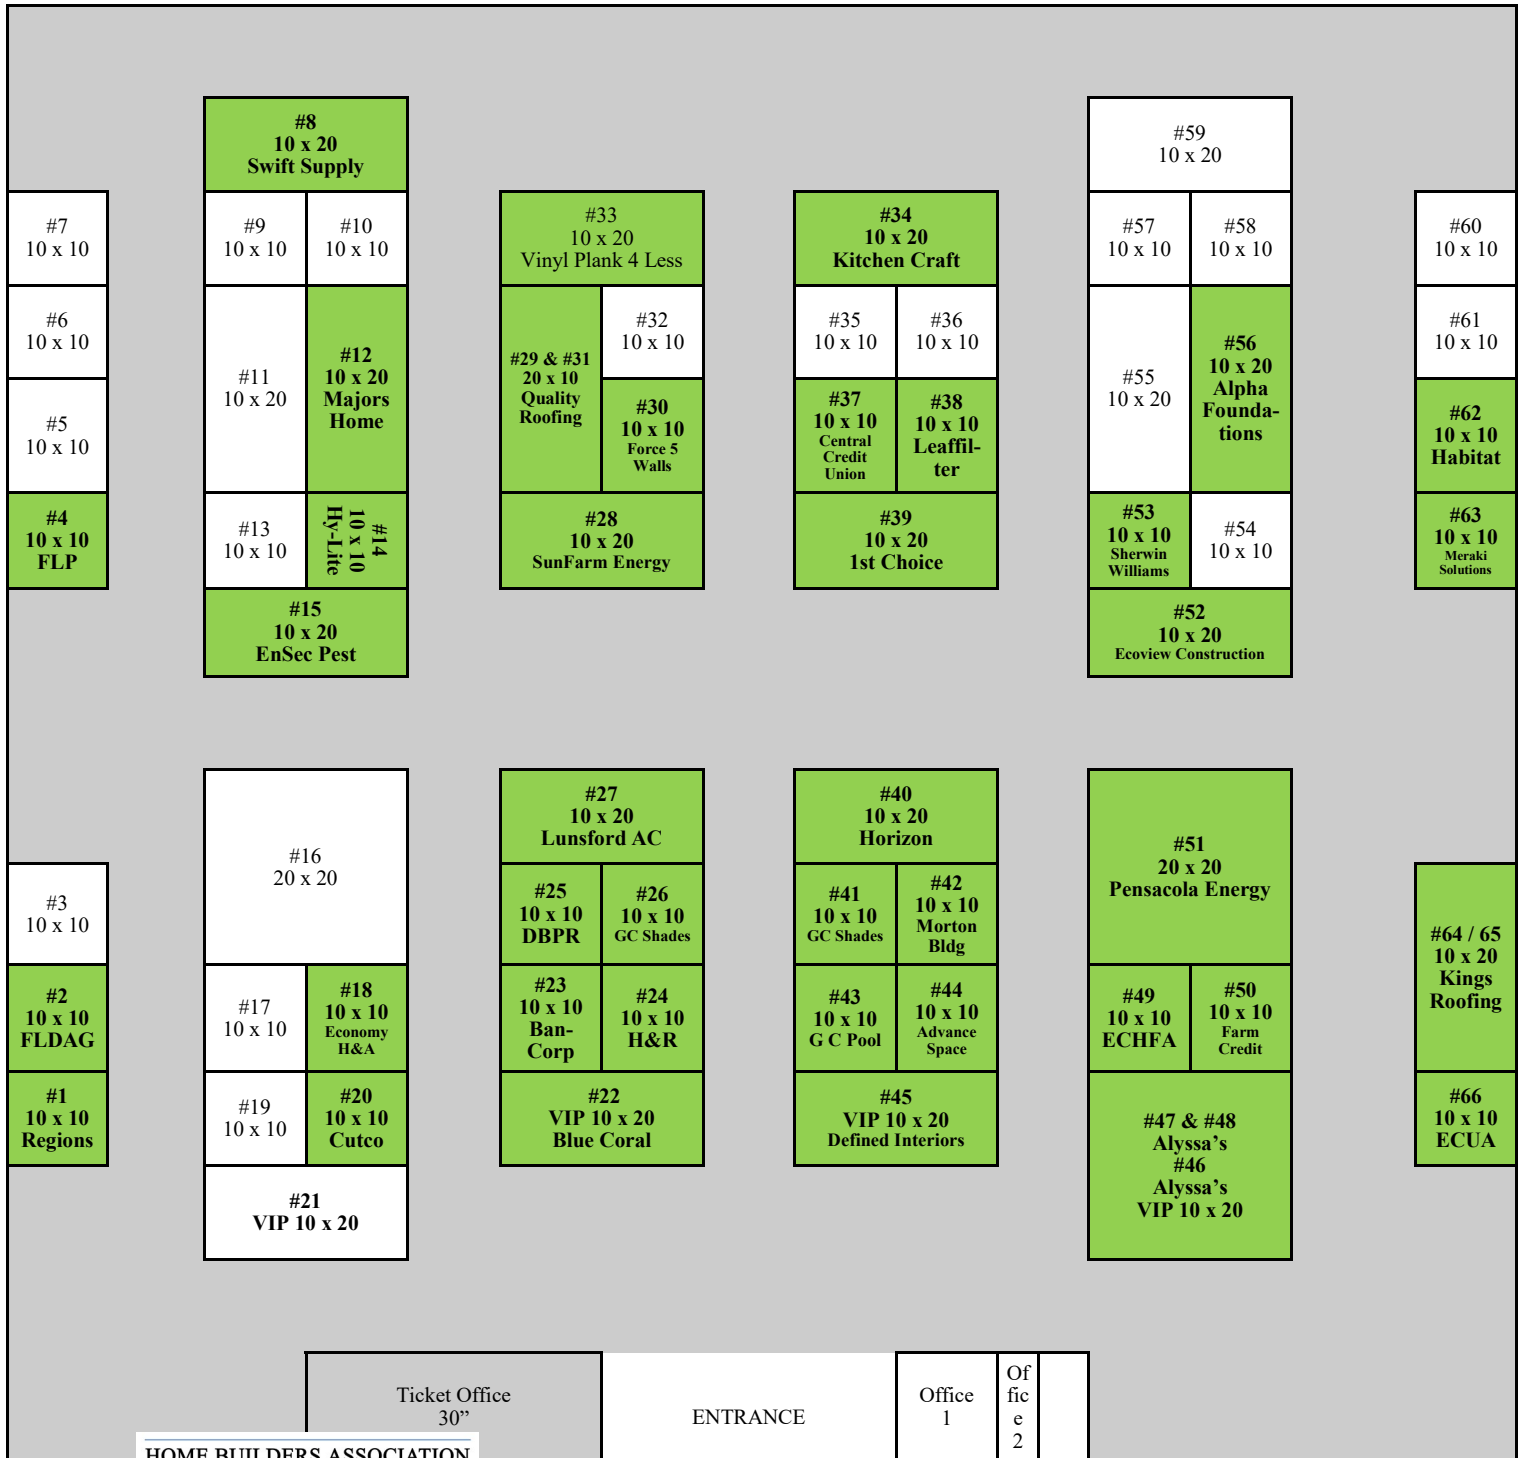 #8
10 x 20
Swift Supply
#59
10 x 20
#7
10 x 10
#9
10 x 10
#10
10 x 10
#33
10 x 20
Vinyl Plank 4 Less
#34
10 x 20
Kitchen Craft
#57
10 x 10
#58
10 x 10
#60
10 x 10
#6
10 x 10
#11
10 x 20
#12
10 x 20
Majors
Home
#29 & #31
20 x 10
Quality
Roofing
#32
10 x 10
#35
10 x 10
#36
10 x 10
#55
10 x 20
#56
10 x 20
Alpha
Founda-
tions
#61
10 x 10
#5
10 x 10
#30
10 x 10
Force 5
Walls
#37
10 x 10
Central
Credit
Union
#38
10 x 10
Leaffil-
ter
#62
10 x 10
Habitat
#4
10 x 10
FLP
#13
10 x 10
#14
10 x 10
Hy-Lite
#28
10 x 20
SunFarm Energy
#39
10 x 20
1st Choice
#53
10 x 10
Sherwin
Williams
#54
10 x 10
#63
10 x 10
Meraki
Solutions
#15
10 x 20
EnSec Pest
#52
10 x 20
Ecoview Construction
#16
20 x 20
#27
10 x 20
Lunsford AC
#40
10 x 20
Horizon
#51
20 x 20
Pensacola Energy
#3
10 x 10
#25
10 x 10
DBPR
#26
10 x 10
GC Shades
#41
10 x 10
GC Shades
#42
10 x 10
Morton
Bldg
#64 / 65
10 x 20
Kings
Roofing
#2
10 x 10
FLDAG
#17
10 x 10
#18
10 x 10
Economy
H&A
#23
10 x 10
Ban-
Corp
#24
10 x 10
H&R
#43
10 x 10
G C Pool
#44
10 x 10
Advance
Space
#49
10 x 10
ECHFA
#50
10 x 10
Farm
Credit
#1
10 x 10
Regions
#19
10 x 10
#20
10 x 10
Cutco
#22
VIP 10 x 20
Blue Coral
#45
VIP 10 x 20
Defined Interiors
#47 & #48
Alyssa’s
#46
Alyssa’s
VIP 10 x 20
#66
10 x 10
ECUA
#21
VIP 10 x 20
Ticket Office
30”
ENTRANCE
Office
1
Of
fic
e
2
HOME BUILDERS ASSOCIATION